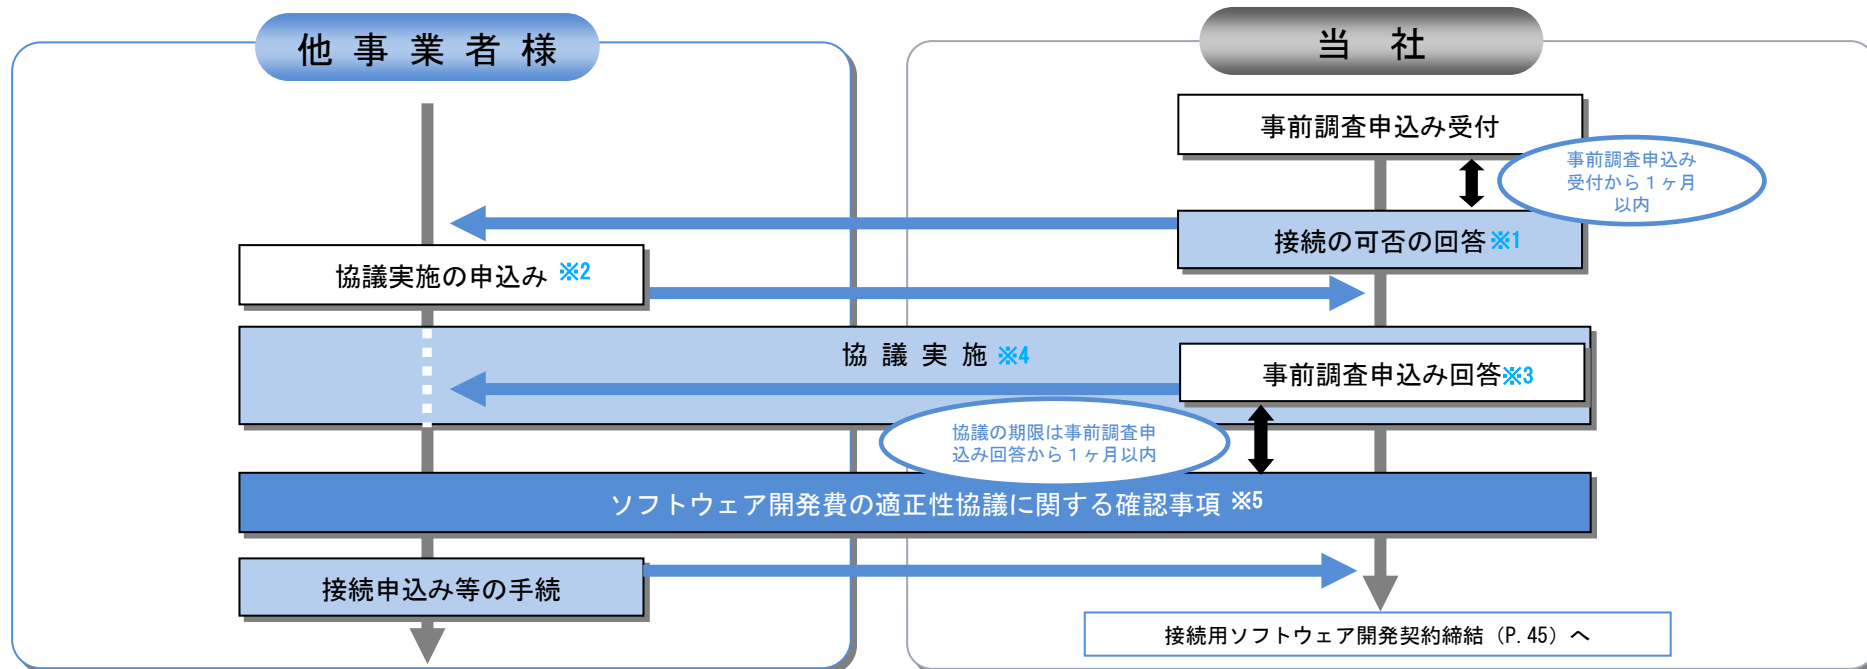 他事業者様
当社
事前調査申込み受付
事前調査申込み
受付から１ヶ月
以内
接続の可否の回答※1
協議実施の申込み ※2
協議実施※4
事前調査申込み回答※3
協議の期限は事前調査申
込み回答から１ヶ月以内
ソフトウェア開発費の適正性協議に関する確認事項 ※5
接続申込み等の手続
接続用ソフトウェア開発契約締結（P.45）へ